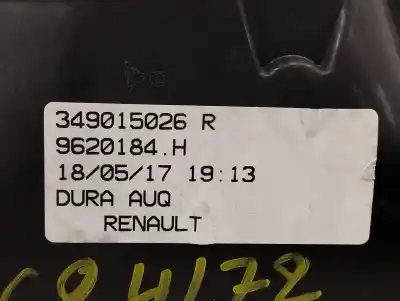 349015026 R
9620184.H
18/05/17 19:13
DURA AUQ
RENAULT